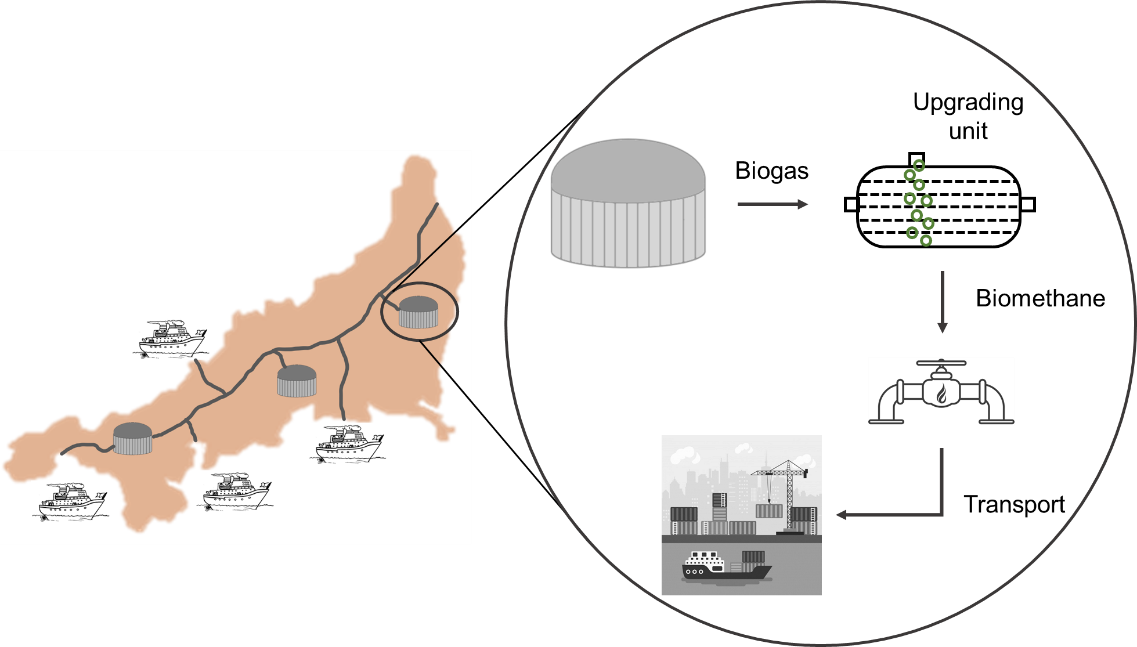 Upgrading
unit
Biogas
Biomethane
Transport